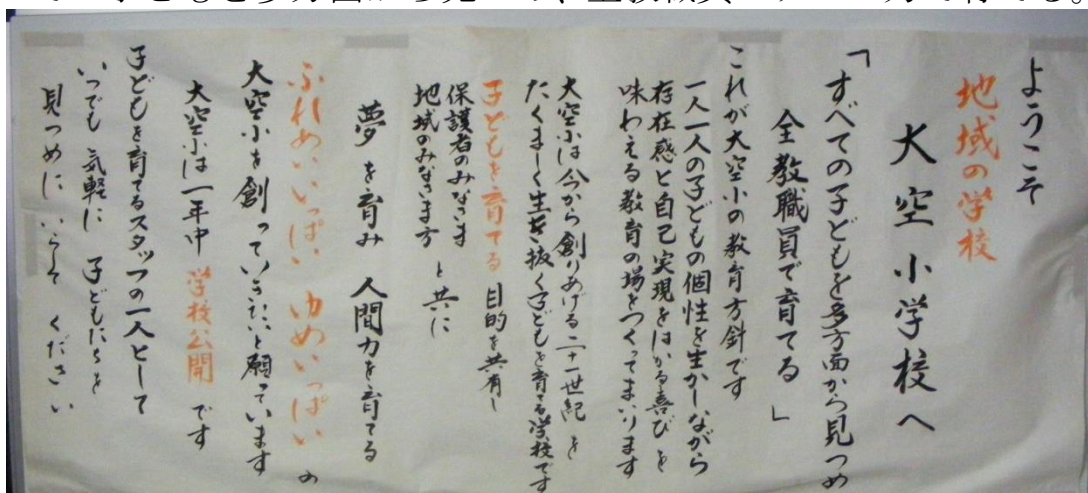 ようこそ
地域の学校
大空小学校へ
「すべての子どもを多方面から見つめ
全教職員で育てる」
これが大空小の教育方針です
一人一人の子どもの個性を生かしながら
存在感と自己実現をはかる喜びを
味わえる教育の場をつくってまいります
大空小は今から創りあげる二十一世紀を
たくましく生き抜く子どもを育てる学校です
子どもを育てる 目的を共有し
保護者のみなさま
地域のみなさま方 と共に
夢を育み 人間力を育てる
ふれあいいっぱい ゆめいっぱい の
大空小を創っていきたいと願っています
大空小は一年中 学校公開 です
子どもを育てるスタッフの一人として
いつでも 気軽に 子どもたちを
見つめに いらして ください